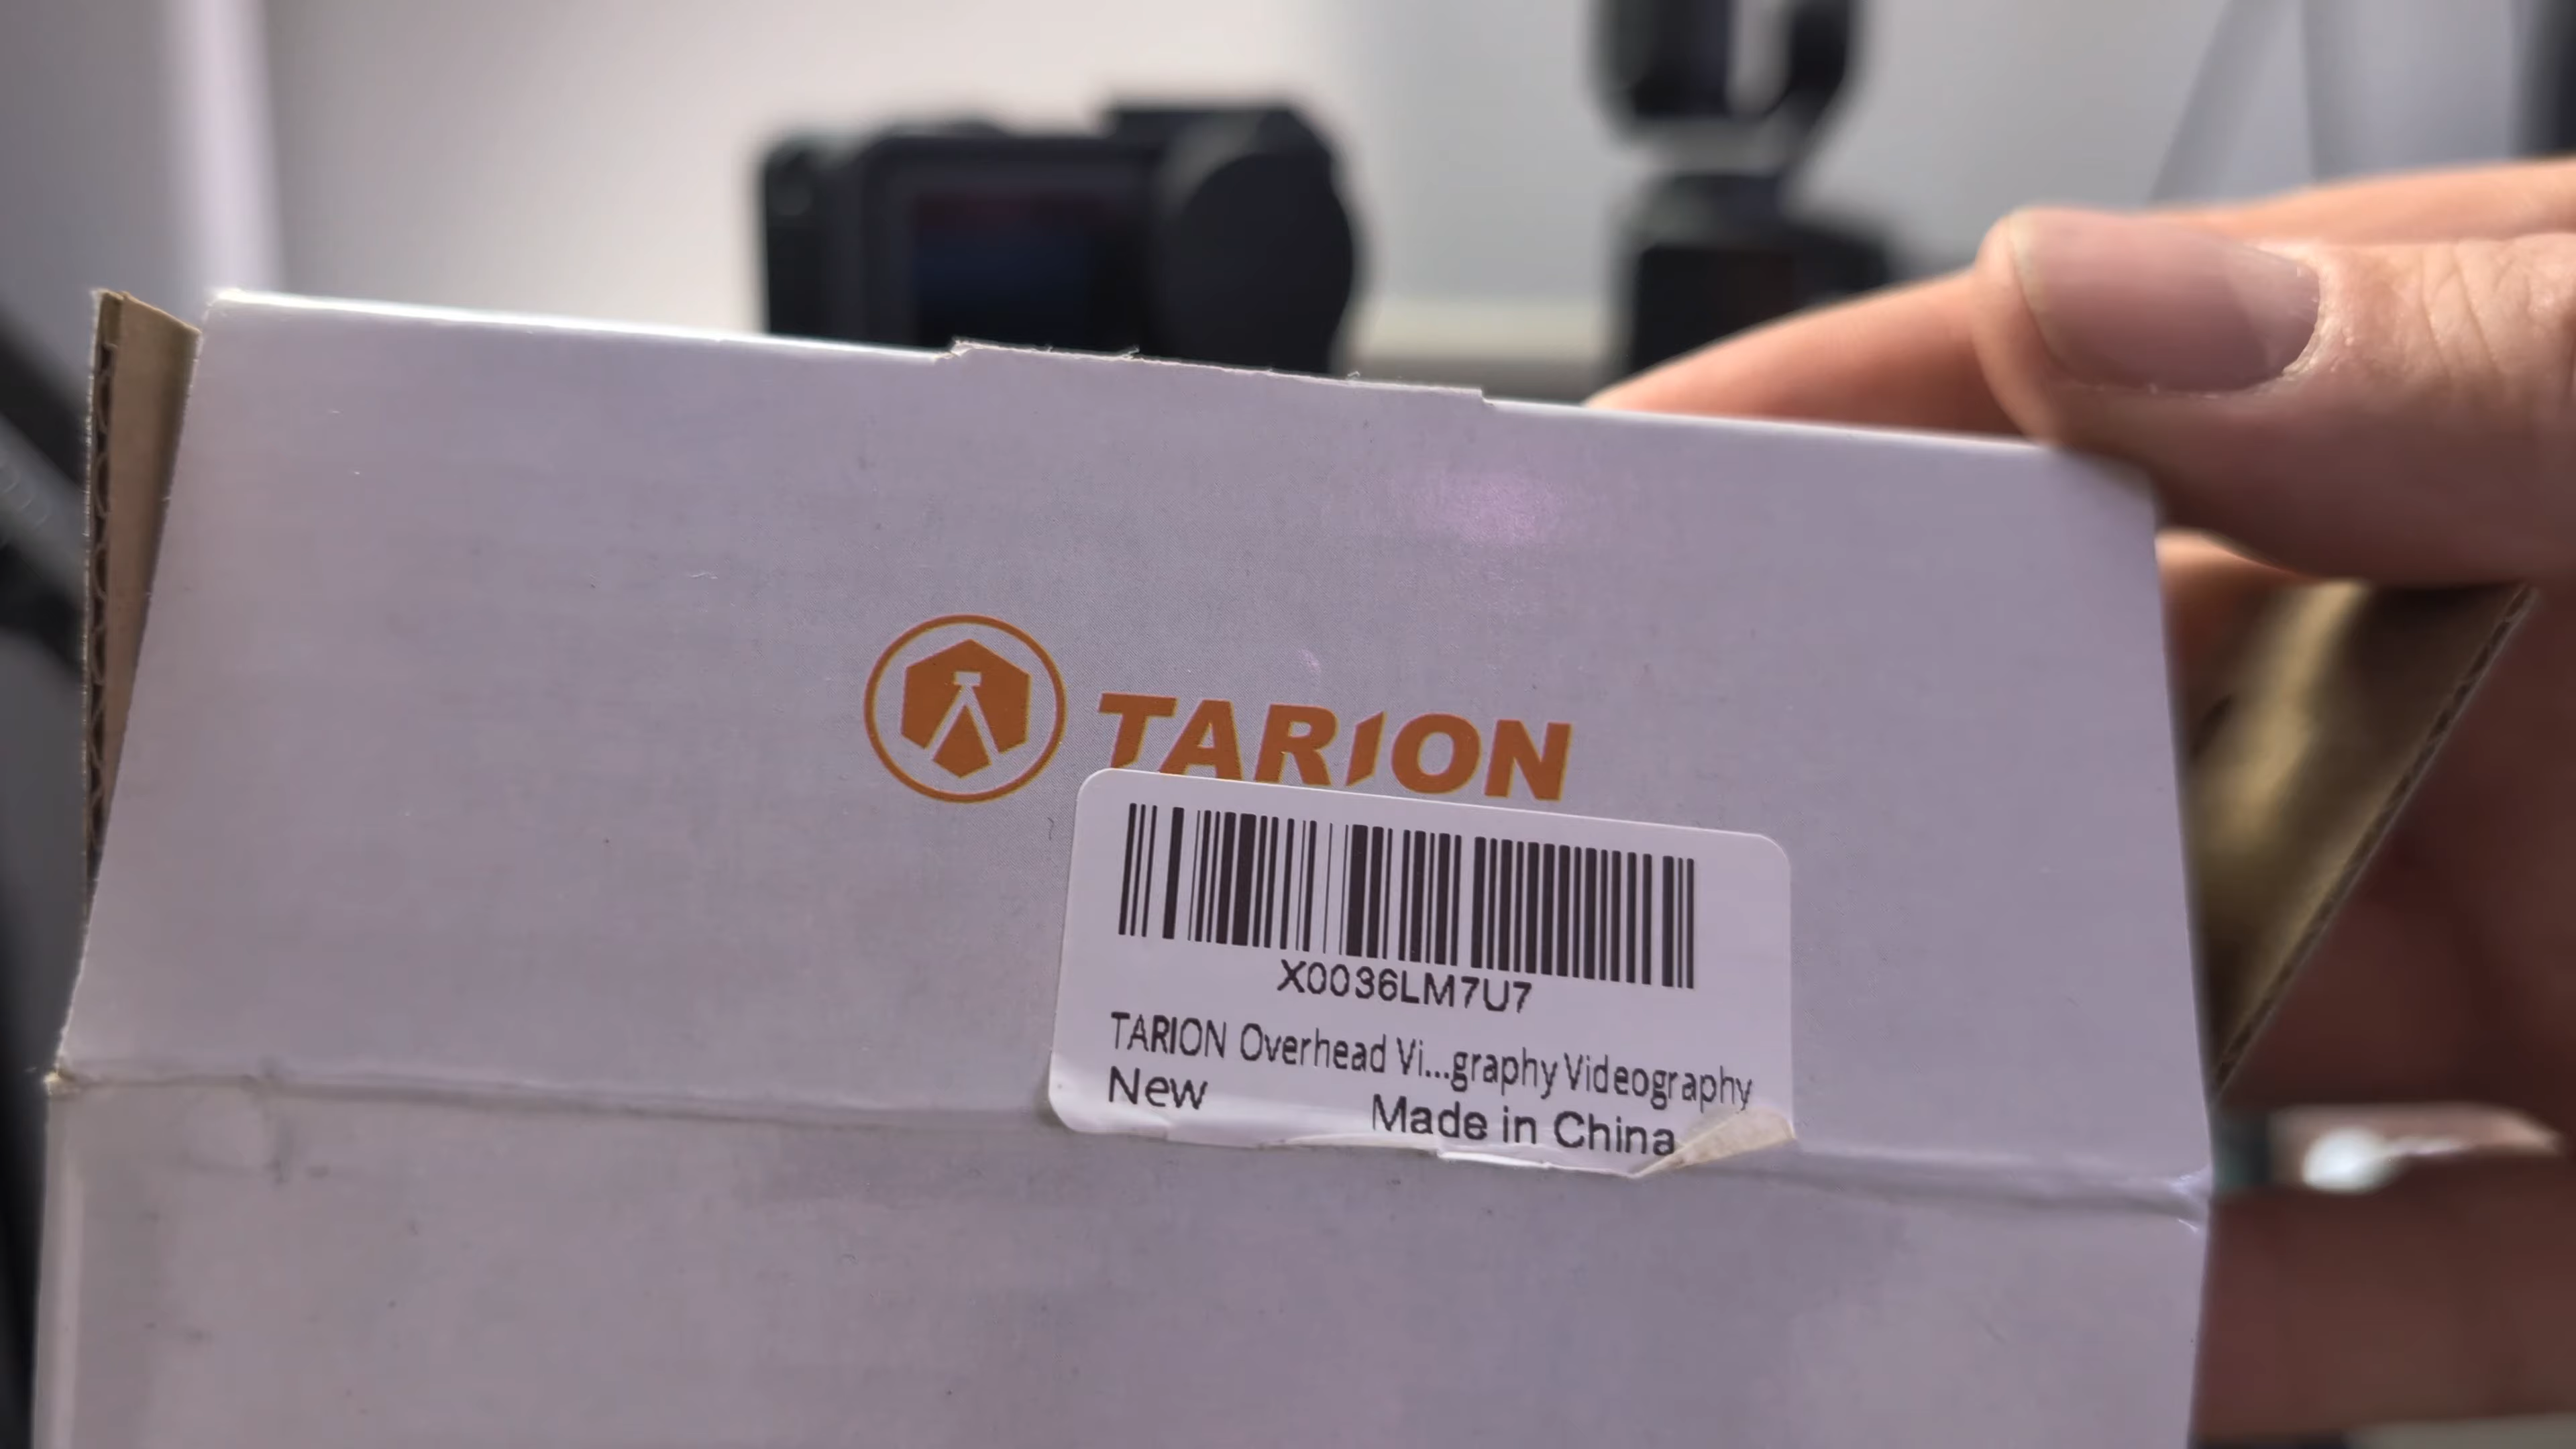 TARION
X0036LM7U7
TARION Overhead Vi...graphy Videography
New
Made in China